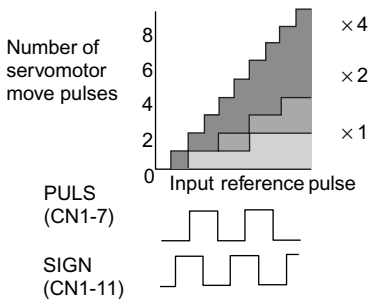 Number of
servomotor
move pulses
8
6
4
2
0
×4
×2
×1
Input reference pulse
PULS
(CN1-7)
SIGN
(CN1-11)